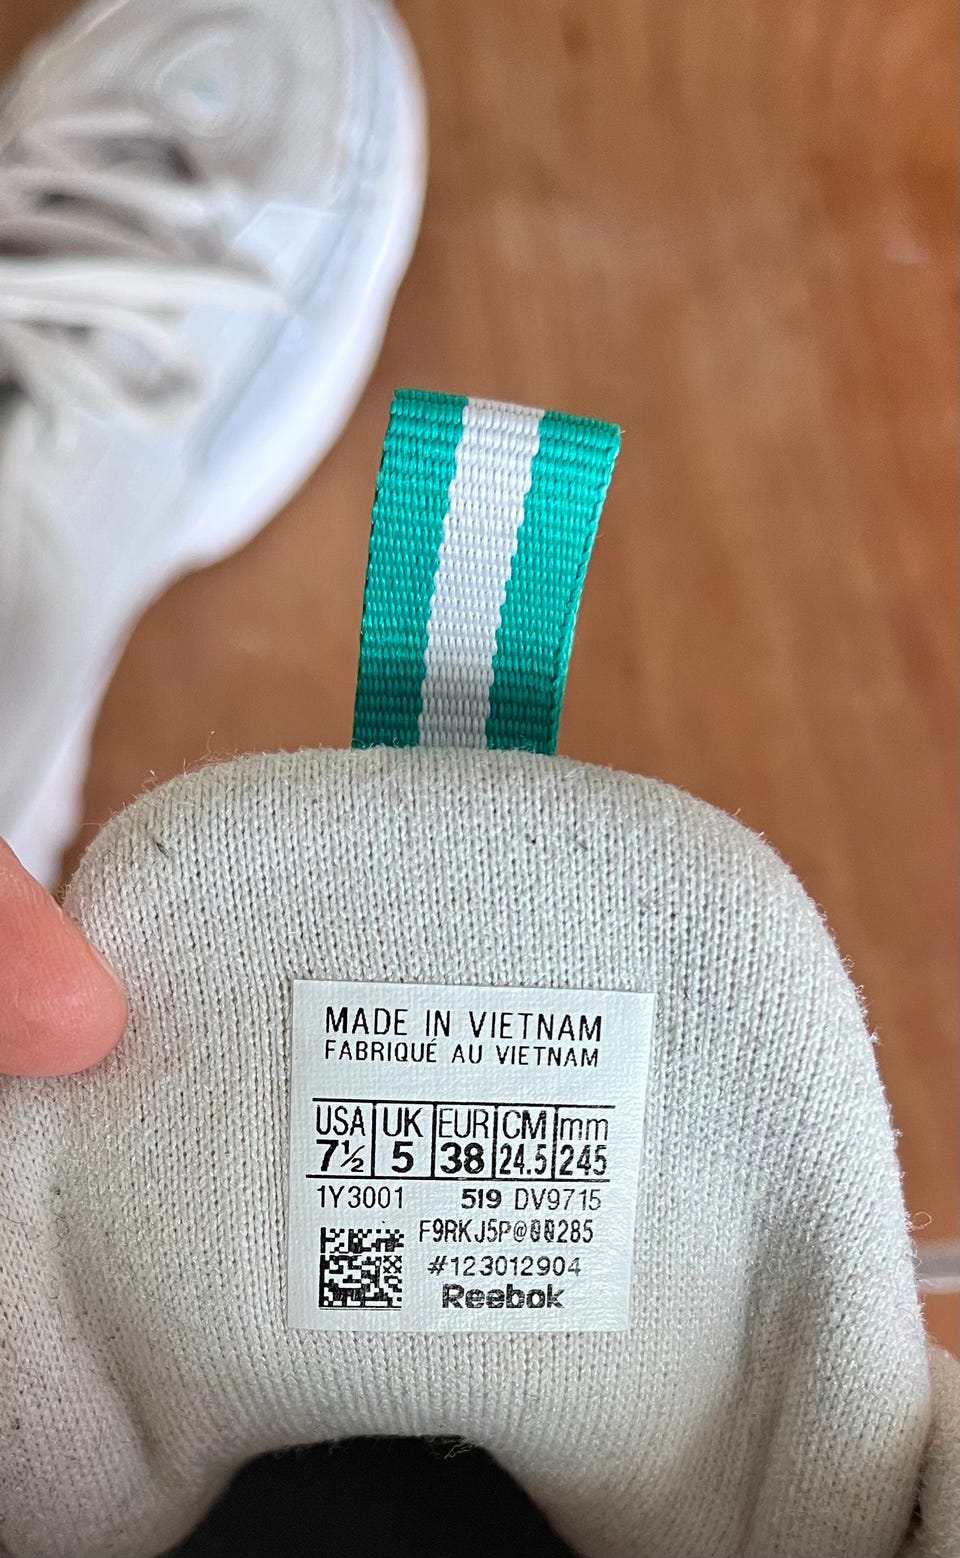 MADE IN VIETNAM
FABRIQUÉ AU VIETNAM
USA UK EUR CM mm
7½ 5 38 24.5 245
1Y3001 519 DV9715
F9RKJ5P@00285
#123012904
Reebok